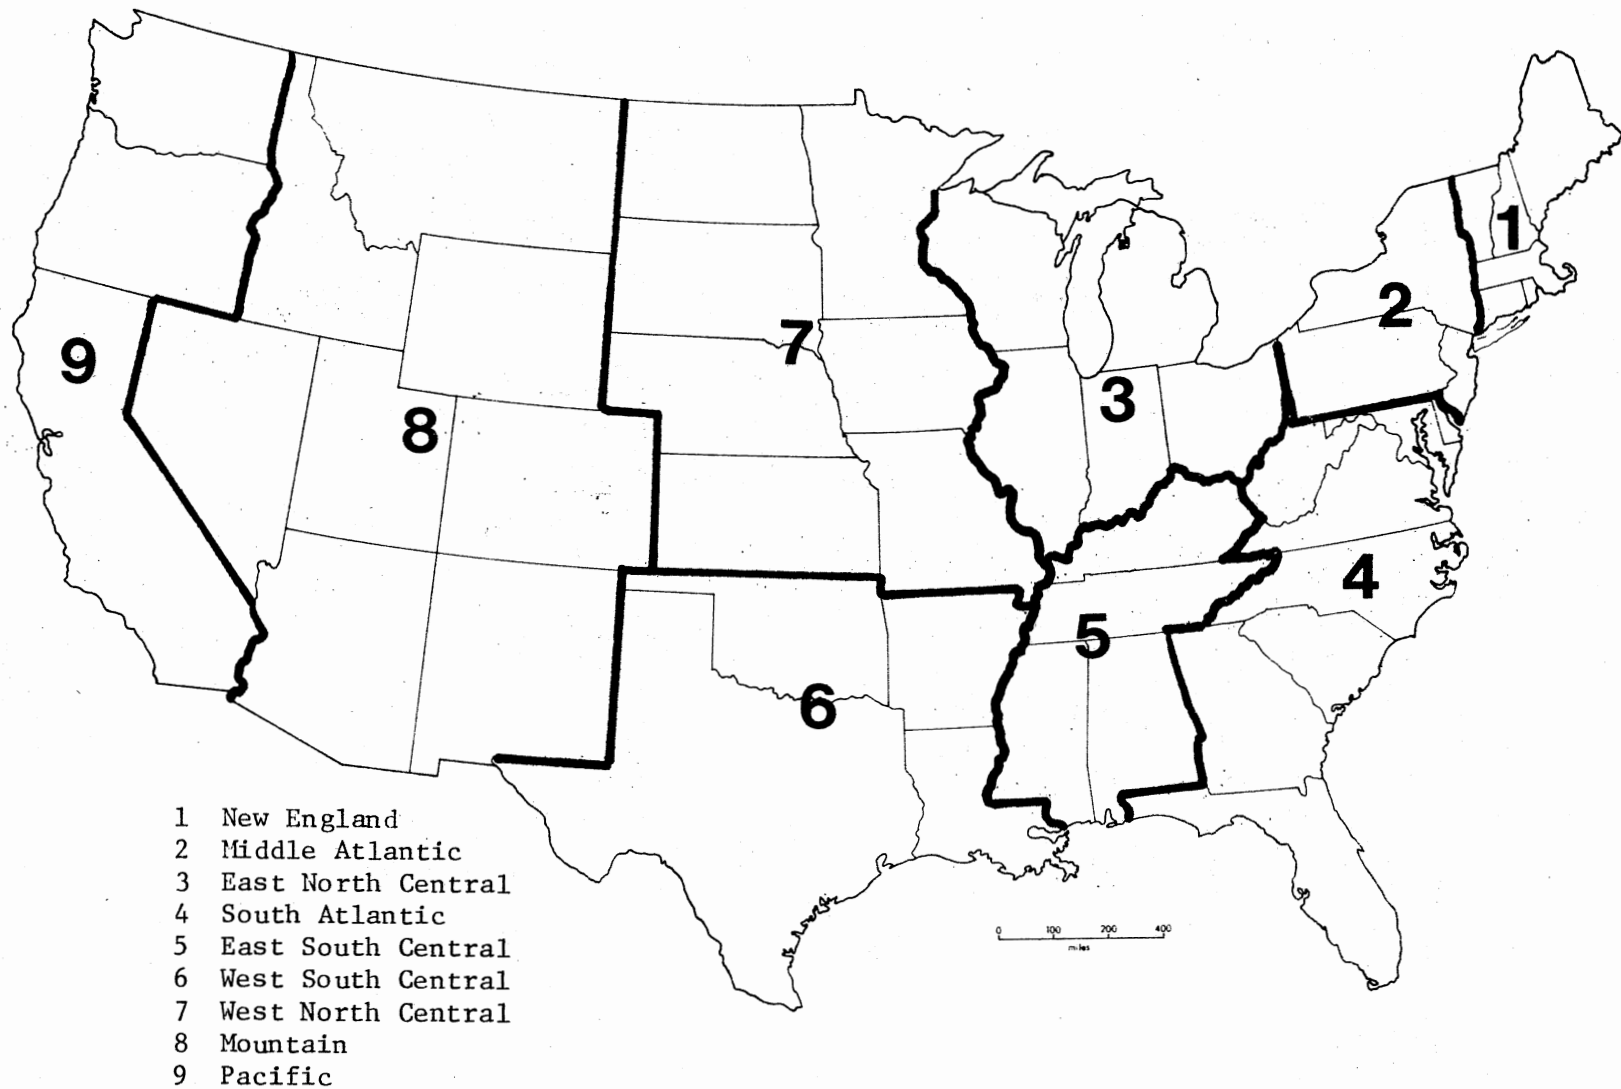 1
2
7
9
3
8
4
5
6
1 New England
2 Middle Atlantic
3 East North Central
4 South Atlantic
5 East South Central
6 West South Central
7 West North Central
8 Mountain
9 Pacific
0 100 200 400
miles